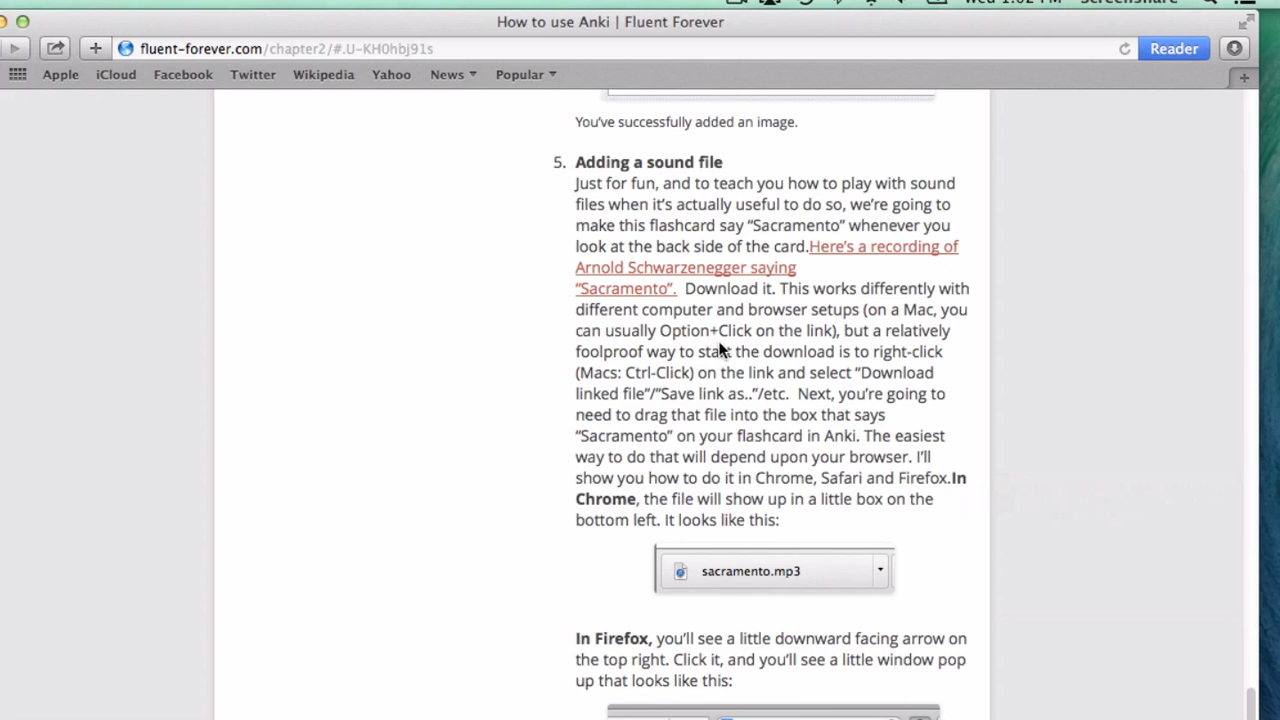 Wed 1:02 PM Screenshare
How to use Anki | Fluent Forever
fluent-forever.com/chapter2/#.U-KH0hbj91s
Reader
Apple iCloud Facebook Twitter Wikipedia Yahoo News Popular
You've successfully added an image.
5. Adding a sound file
Just for fun, and to teach you how to play with sound
files when it's actually useful to do so, we're going to
make this flashcard say “Sacramento” whenever you
look at the back side of the card.Here's a recording of
Arnold Schwarzenegger saying
“Sacramento”. Download it. This works differently with
different computer and browser setups (on a Mac, you
can usually Option+Click on the link), but a relatively
foolproof way to start the download is to right-click
(Macs: Ctrl-Click) on the link and select “Download
linked file”/”Save link as..”/etc. Next, you're going to
need to drag that file into the box that says
“Sacramento” on your flashcard in Anki. The easiest
way to do that will depend upon your browser. I'll
show you how to do it in Chrome, Safari and Firefox.In
Chrome, the file will show up in a little box on the
bottom left. It looks like this:
sacramento.mp3
In Firefox, you'll see a little downward facing arrow on
the top right. Click it, and you'll see a little window pop
up that looks like this: